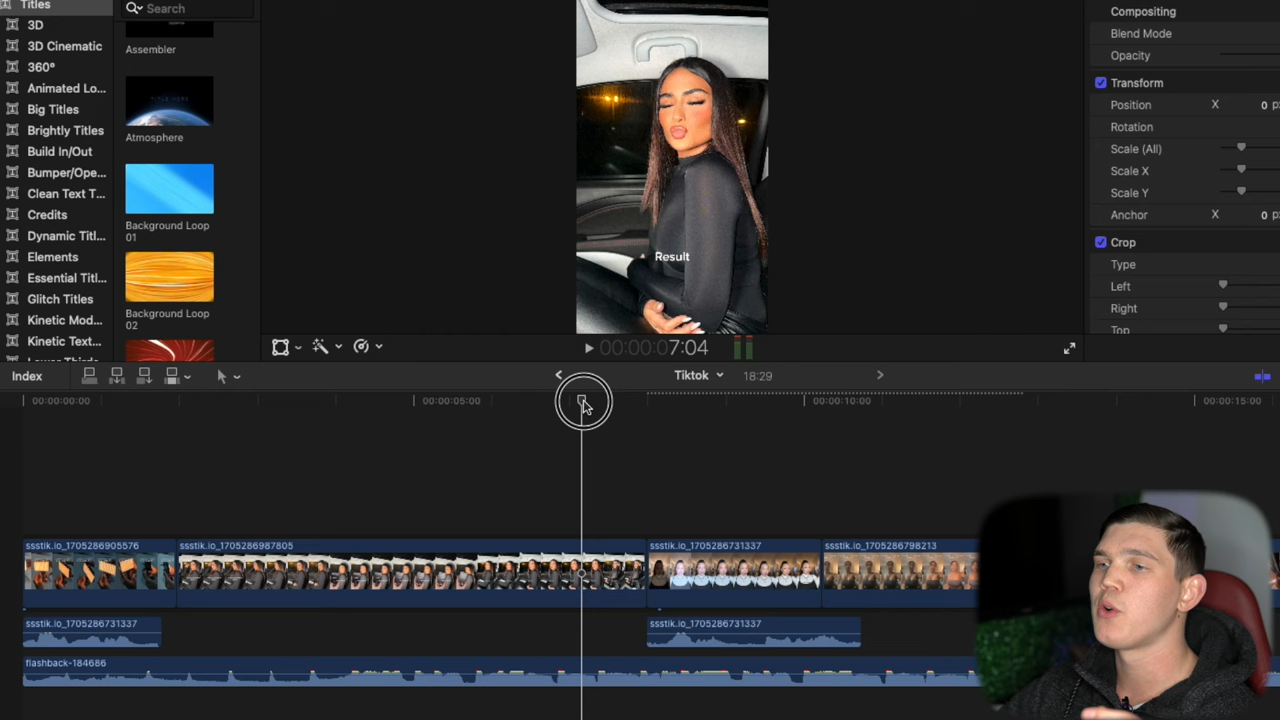 Titles
3D
3D Cinematic
360°
Animated Lo...
Big Titles
Brightly Titles
Build In/Out
Bumper/Ope...
Clean Text T...
Credits
Dynamic Titl...
Elements
Essential Titl...
Glitch Titles
Kinetic Mod...
Kinetic Text...
Lower Thirds
Search
Assembler
TITLE HERE
Atmosphere
Background Loop
01
Background Loop
02
Result
00:00:07:04
Compositing
Blend Mode
Opacity
Transform
Position X 0 p
Rotation
Scale (All)
Scale X
Scale Y
Anchor X 0 p
Crop
Type
Left
Right
Top
Index
Tiktok 18:29
00:00:00:00
00:00:05:00
00:00:10:00
00:00:15:00
ssstik.io_1705286905576
ssstik.io_1705286987805
ssstik.io_1705286731337
ssstik.io_1705286798213
ssstik.io_1705286731337
ssstik.io_1705286731337
flashback-184686